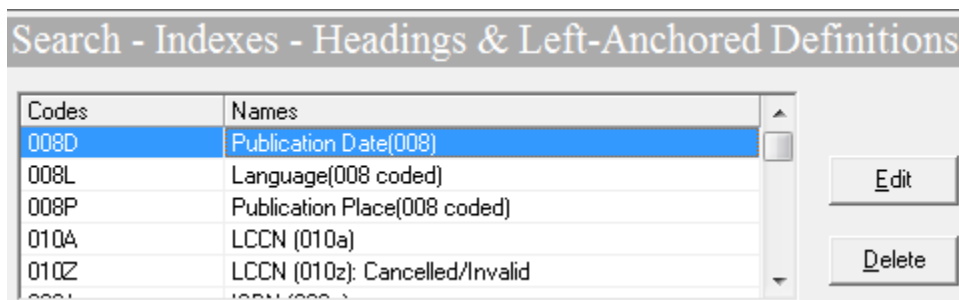 Search - Indexes - Headings & Left-Anchored Definitions
Codes Names
008D Publication Date(008)
008L Language(008 coded)
008P Publication Place(008 coded)
010A LCCN (010a)
010Z LCCN (010z): Cancelled/Invalid
Edit
Delete